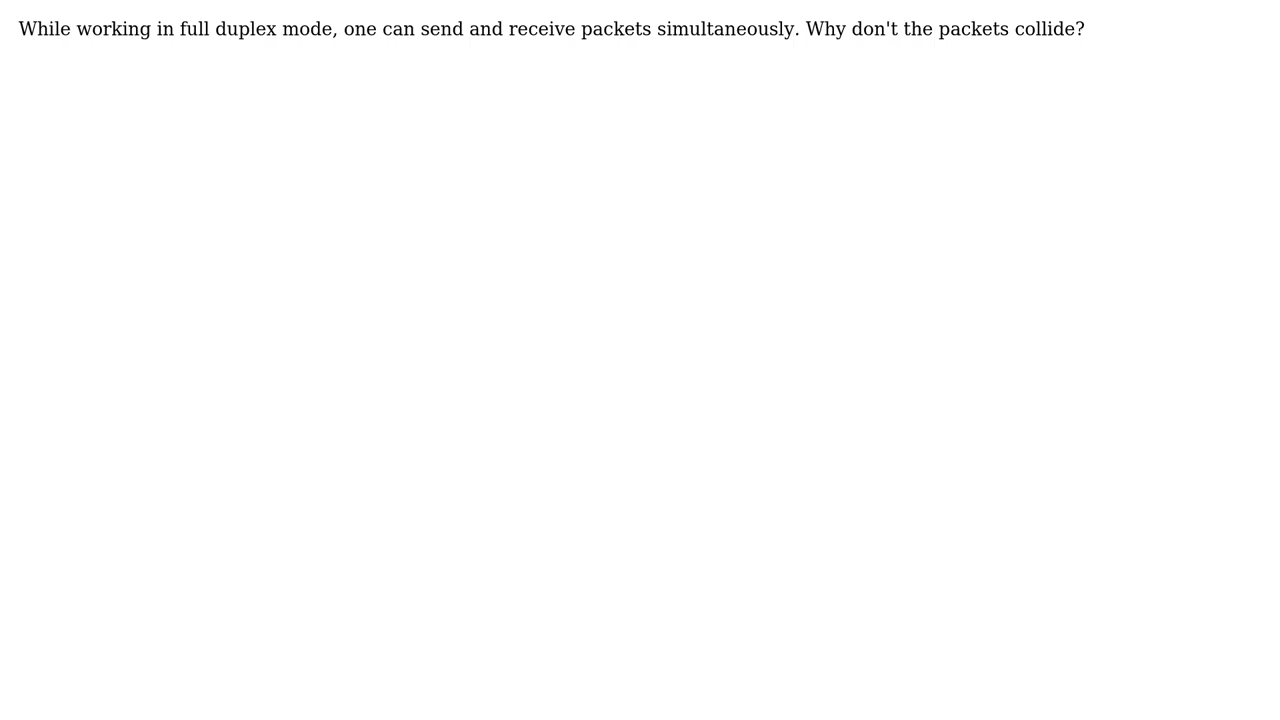 While working in full duplex mode, one can send and receive packets simultaneously. Why don't the packets collide?